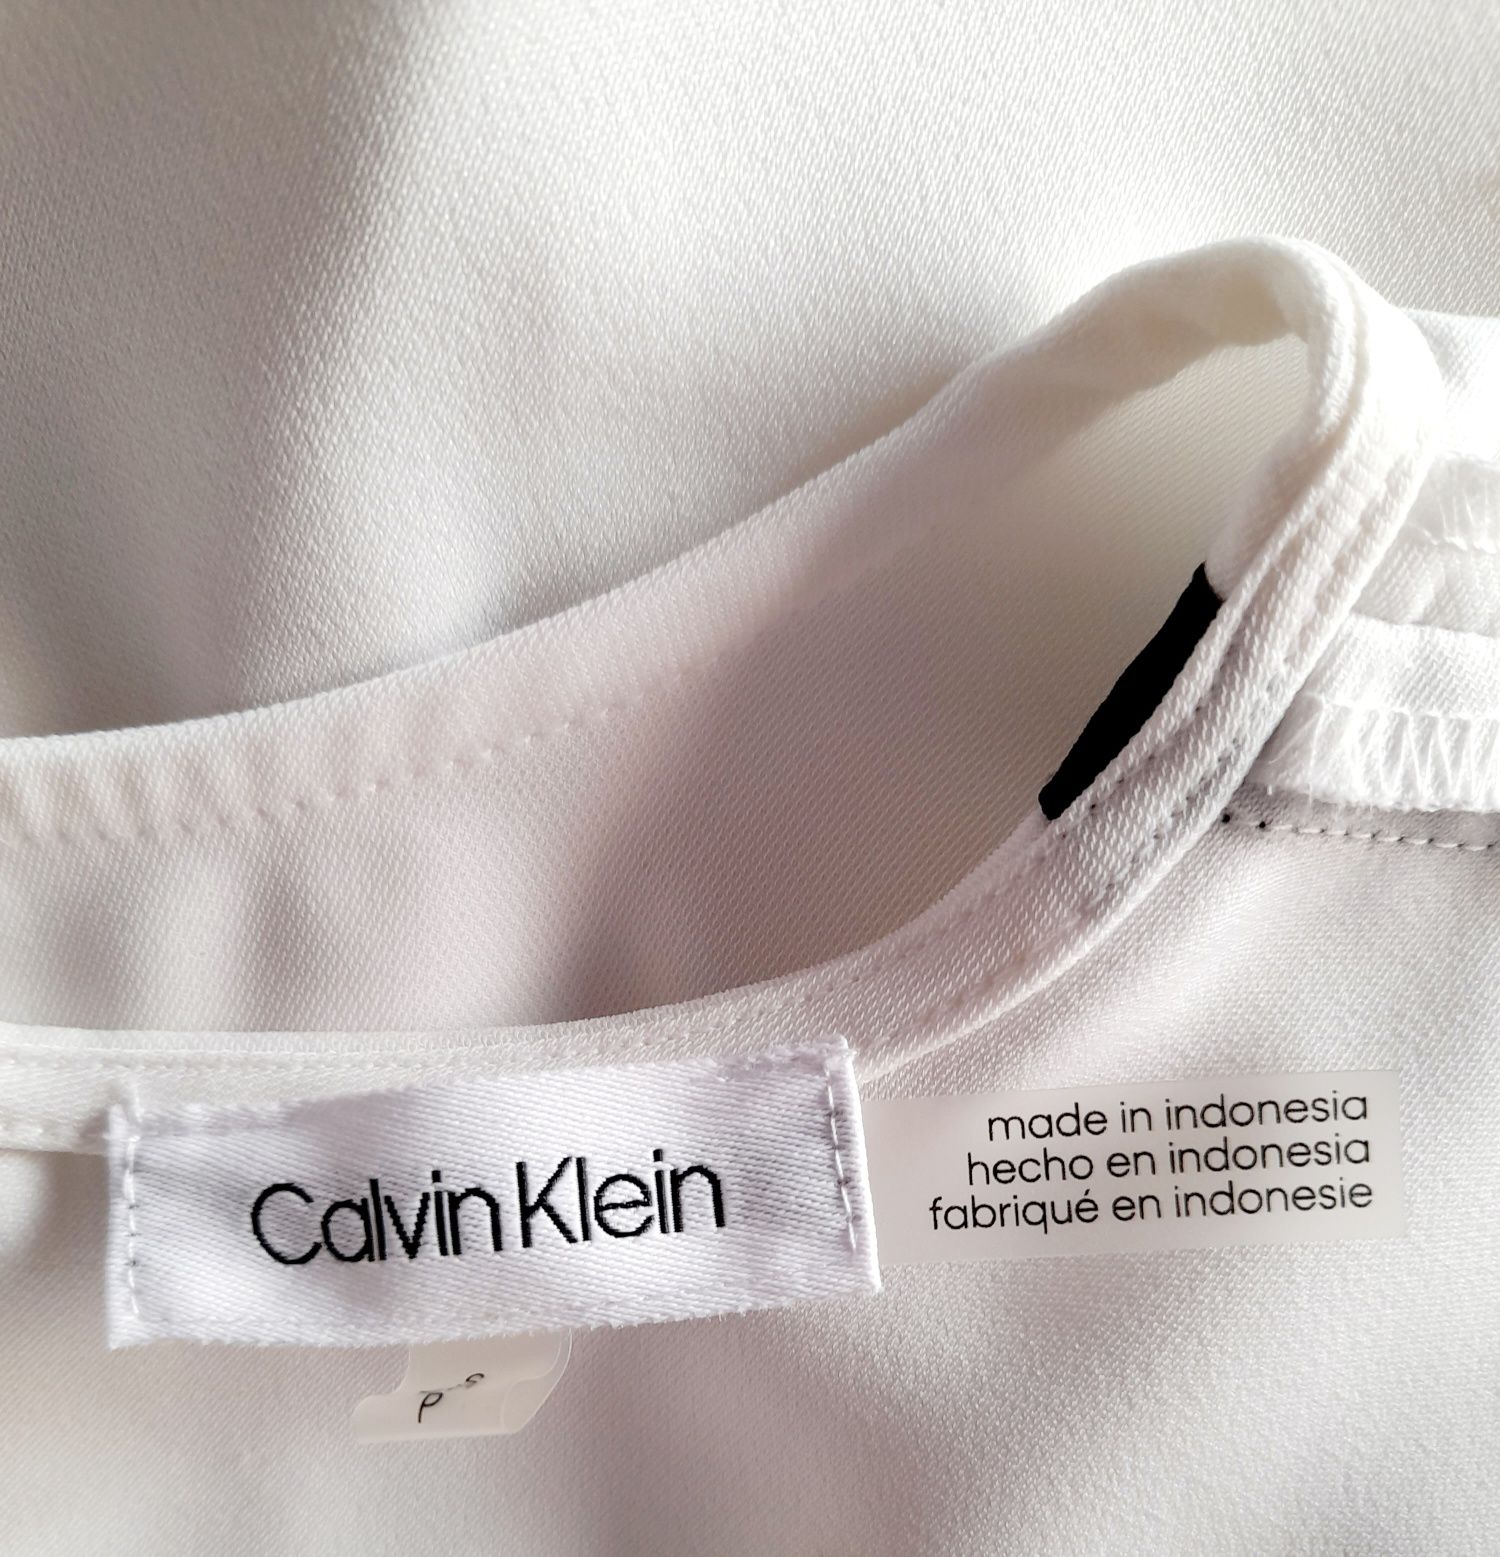 Calvin Klein
made in indonesia
hecho en indonesia
fabriqué en indonesie
P